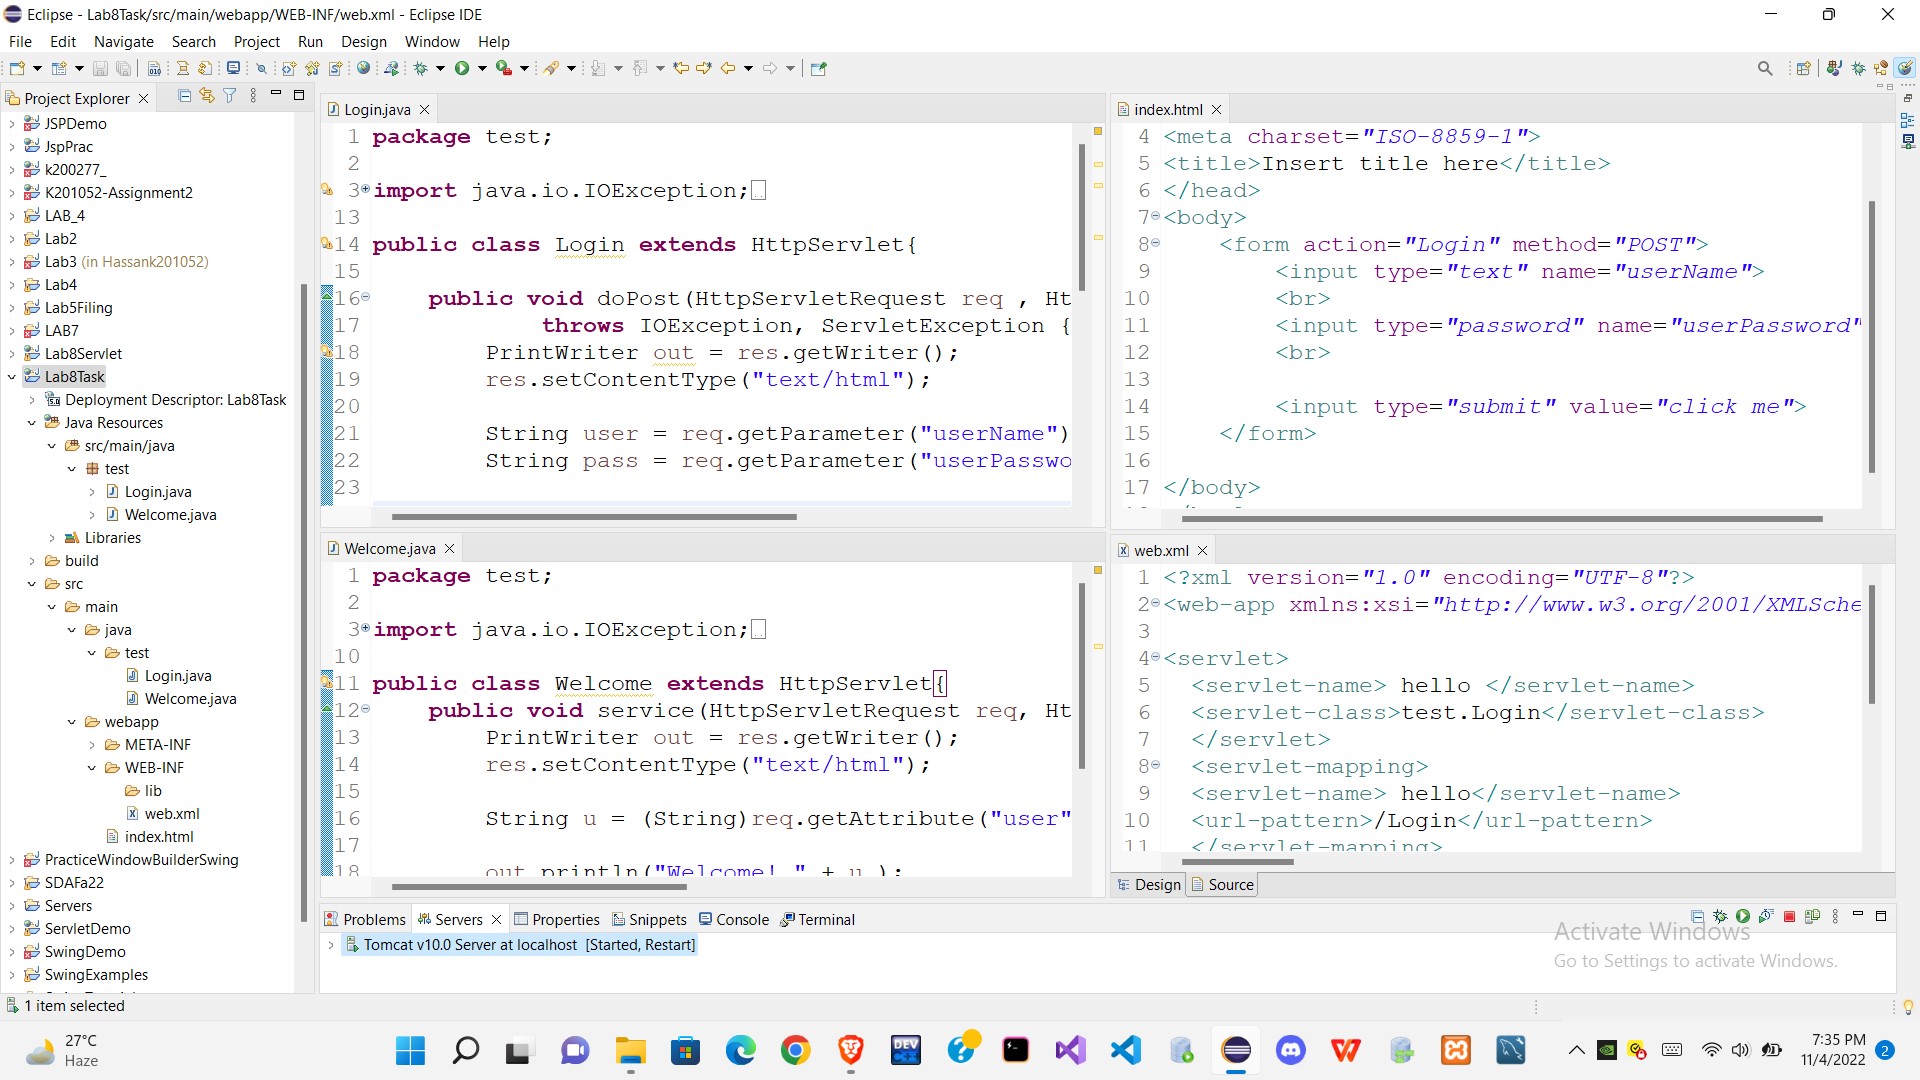 Eclipse - Lab8Task/src/main/webapp/WEB-INF/web.xml - Eclipse IDE
File Edit Navigate Search Project Run Design Window Help
Project Explorer
JSPDemo
JspPrac
k200277_
K201052-Assignment2
LAB_4
Lab2
Lab3 (in Hassank201052)
Lab4
Lab5Filing
LAB7
Lab8Servlet
Lab8Task
Deployment Descriptor: Lab8Task
Java Resources
src/main/java
test
Login.java
Welcome.java
Libraries
build
src
main
java
test
Login.java
Welcome.java
webapp
META-INF
WEB-INF
lib
web.xml
index.html
PracticeWindowBuilderSwing
SDAFa22
Servers
ServletDemo
SwingDemo
SwingExamples
Login.java
1 package test;
2
3 import java.io.IOException;
13
14 public class Login extends HttpServlet{
15
16 public void doPost(HttpServletRequest req , Ht
17 throws IOException, ServletException {
18 PrintWriter out = res.getWriter();
19 res.setContentType("text/html");
20
21 String user = req.getParameter("userName")
22 String pass = req.getParameter("userPasswo
23
index.html
4 <meta charset="ISO-8859-1">
5 <title>Insert title here</title>
6 </head>
7 <body>
8 <form action="Login" method="POST">
9 <input type="text" name="userName">
10 <br>
11 <input type="password" name="userPassword"
12 <br>
13
14 <input type="submit" value="click me">
15 </form>
16
17 </body>
Welcome.java
1 package test;
2
3 import java.io.IOException;
10
11 public class Welcome extends HttpServlet{
12 public void service(HttpServletRequest req, Ht
13 PrintWriter out = res.getWriter();
14 res.setContentType("text/html");
15
16 String u = (String)req.getAttribute("user"
17
18 out.println("Welcome! " + u );
web.xml
1 <?xml version="1.0" encoding="UTF-8"?>
2 <web-app xmlns:xsi="http://www.w3.org/2001/XMLSche
3
4 <servlet>
5 <servlet-name> hello </servlet-name>
6 <servlet-class>test.Login</servlet-class>
7 </servlet>
8 <servlet-mapping>
9 <servlet-name> hello</servlet-name>
10 <url-pattern>/Login</url-pattern>
11 </servlet-mapping>
Design Source
Problems Servers Properties Snippets Console Terminal
Tomcat v10.0 Server at localhost [Started, Restart]
Activate Windows
Go to Settings to activate Windows.
1 item selected
27°C
Haze
DEV
C++
7:35 PM
11/4/2022
2